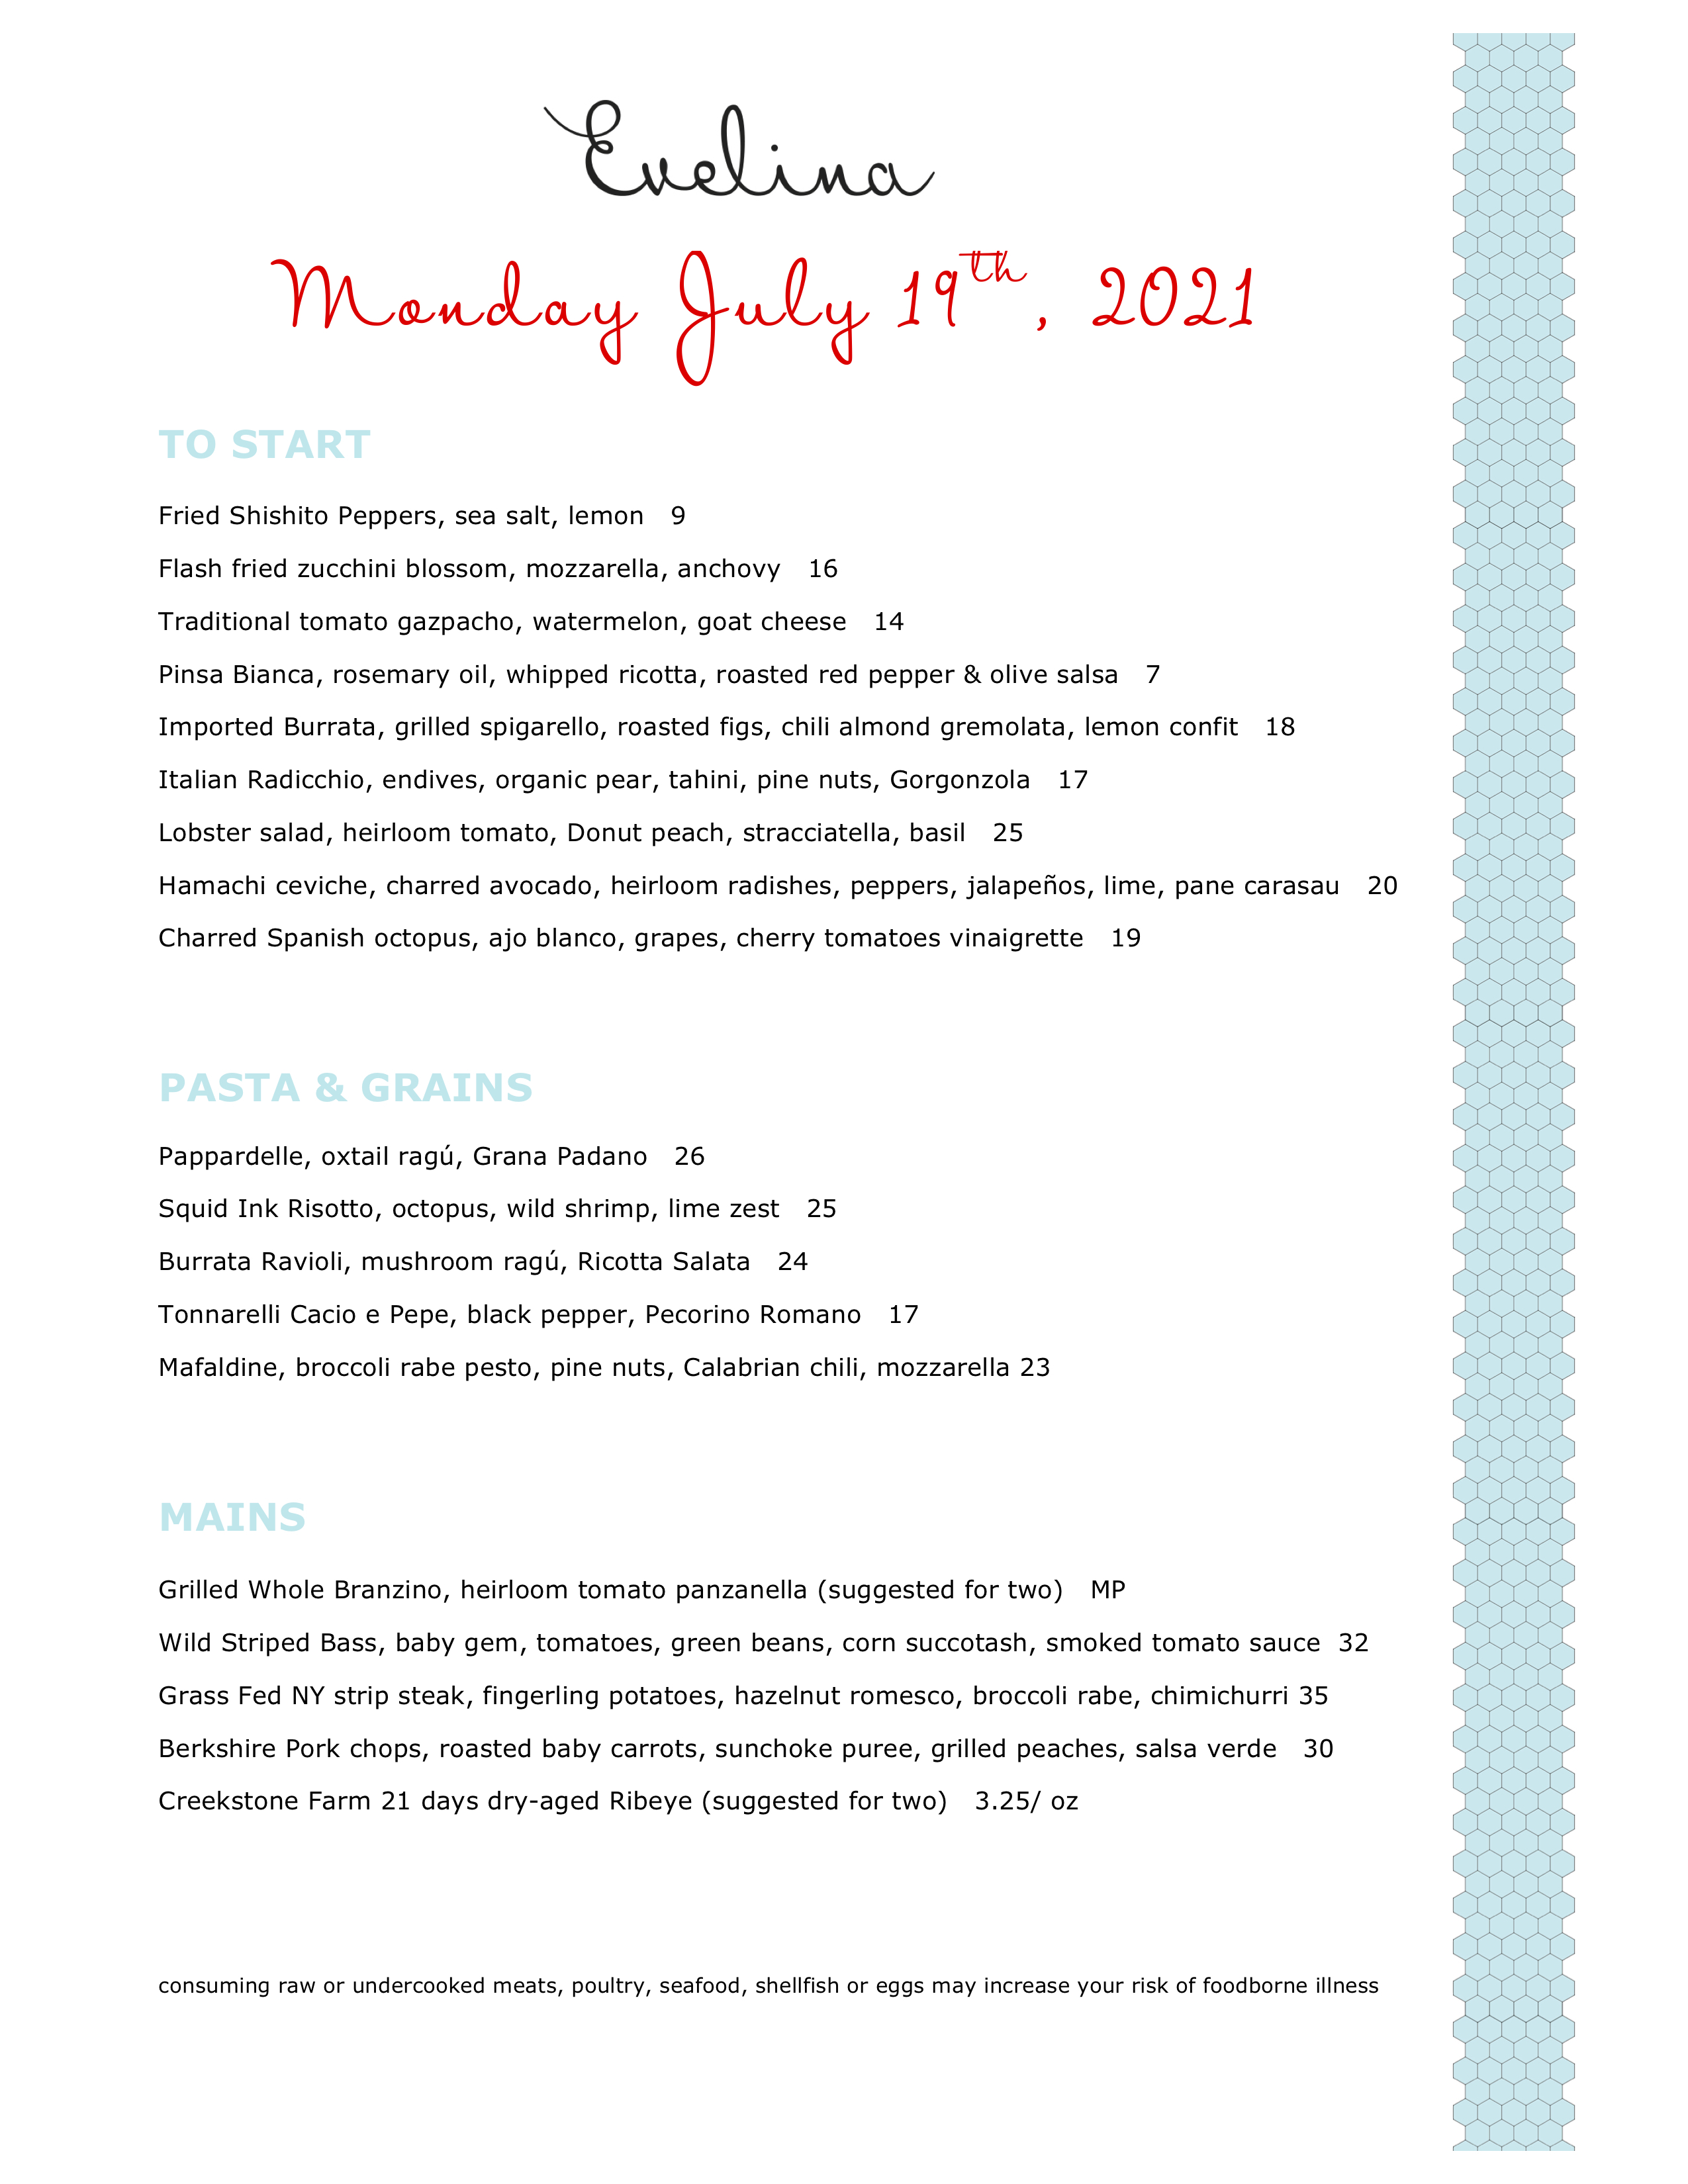 Evelina
Monday July 19th, 2021
TO START
Fried Shishito Peppers, sea salt, lemon 9
Flash fried zucchini blossom, mozzarella, anchovy 16
Traditional tomato gazpacho, watermelon, goat cheese 14
Pinsa Bianca, rosemary oil, whipped ricotta, roasted red pepper & olive salsa 7
Imported Burrata, grilled spigarello, roasted figs, chili almond gremolata, lemon confit 18
Italian Radicchio, endives, organic pear, tahini, pine nuts, Gorgonzola 17
Lobster salad, heirloom tomato, Donut peach, stracciatella, basil 25
Hamachi ceviche, charred avocado, heirloom radishes, peppers, jalapeños, lime, pane carasau 20
Charred Spanish octopus, ajo blanco, grapes, cherry tomatoes vinaigrette 19
PASTA & GRAINS
Pappardelle, oxtail ragú, Grana Padano 26
Squid Ink Risotto, octopus, wild shrimp, lime zest 25
Burrata Ravioli, mushroom ragú, Ricotta Salata 24
Tonnarelli Cacio e Pepe, black pepper, Pecorino Romano 17
Mafaldine, broccoli rabe pesto, pine nuts, Calabrian chili, mozzarella 23
MAINS
Grilled Whole Branzino, heirloom tomato panzanella (suggested for two) MP
Wild Striped Bass, baby gem, tomatoes, green beans, corn succotash, smoked tomato sauce 32
Grass Fed NY strip steak, fingerling potatoes, hazelnut romesco, broccoli rabe, chimichurri 35
Berkshire Pork chops, roasted baby carrots, sunchoke puree, grilled peaches, salsa verde 30
Creekstone Farm 21 days dry-aged Ribeye (suggested for two) 3.25/ oz
consuming raw or undercooked meats, poultry, seafood, shellfish or eggs may increase your risk of foodborne illness